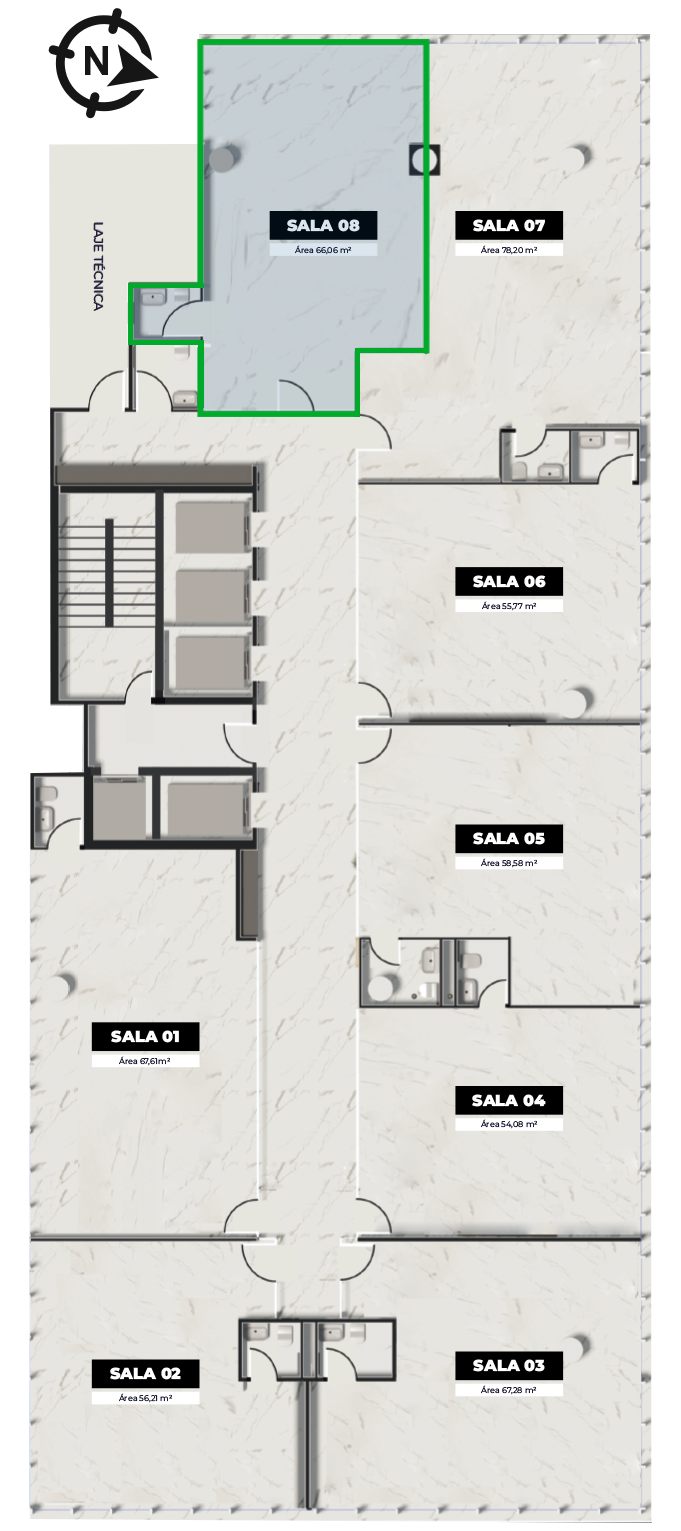 N
SALA 08
Área 66,06 m²
SALA 07
Área 78,20 m²
LAJE TÉCNICA
SALA 06
Área 55,77 m²
SALA 05
Área 58,58 m²
SALA 01
Área 67,61m²
SALA 04
Área 54,08 m²
SALA 02
Área 56,21 m²
SALA 03
Área 67,28 m²